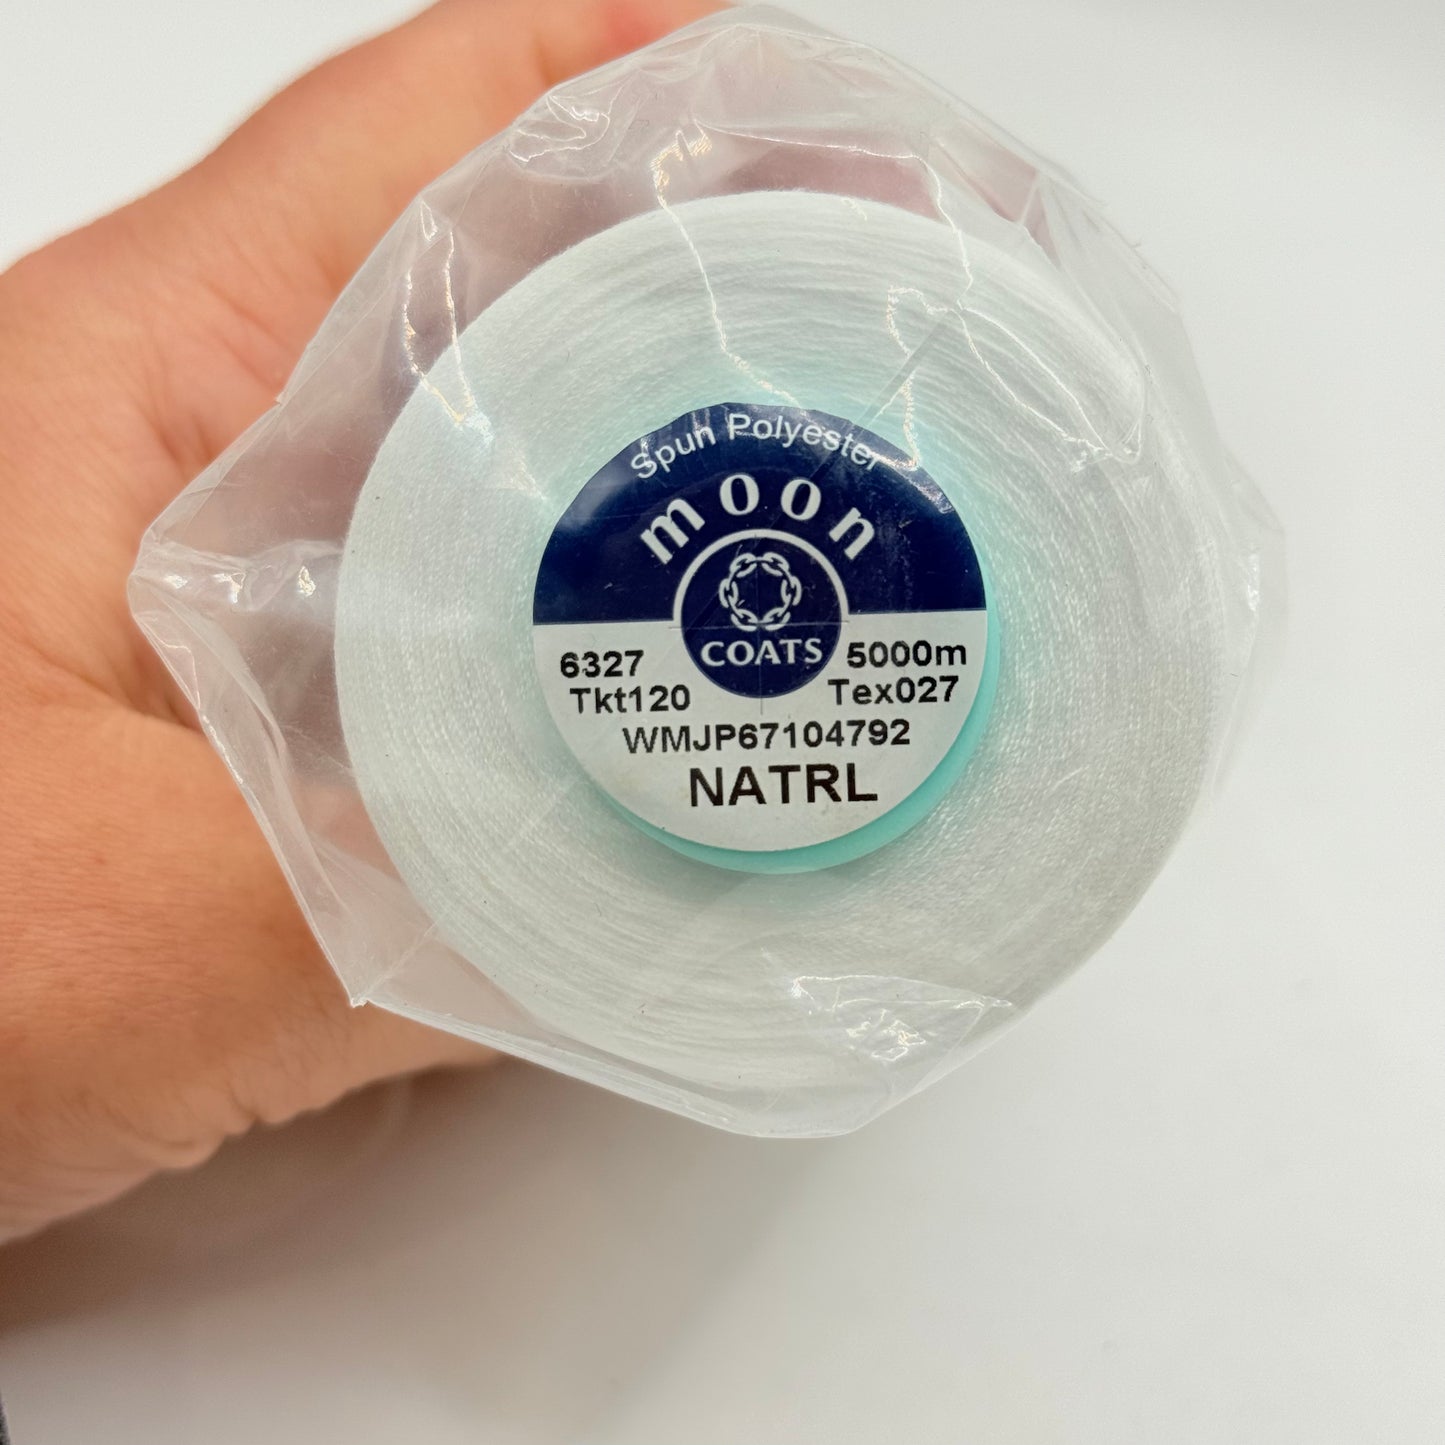 Spun Polyester
moon
COATS
6327 5000m
Tkt120 Tex027
WMJP67104792
NATRL